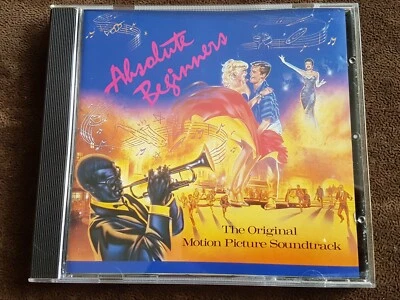 Absolute
Beginners
The Original
Motion Picture Soundtrack